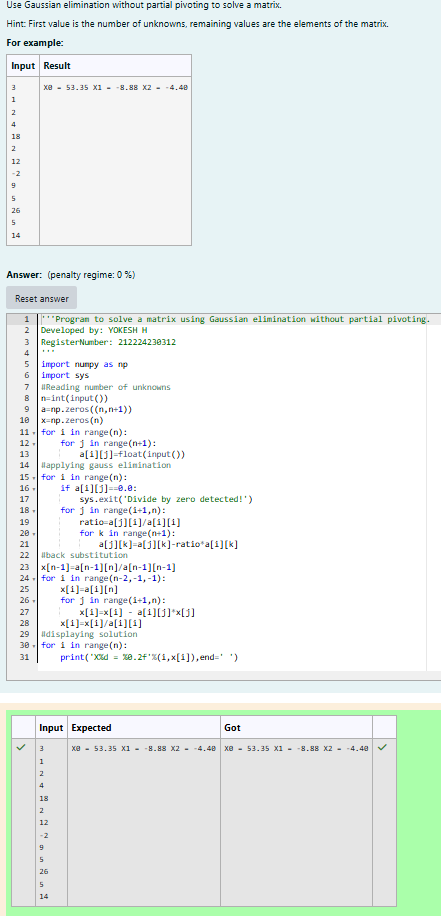 Use Gaussian elimination without partial pivoting to solve a matrix.
Hint: First value is the number of unknowns, remaining values are the elements of the matrix.
For example:
Input Result
3 X0 = 53.35 X1 = -8.88 X2 = -4.40
1
2
4
18
2
12
-2
9
5
26
5
14
Answer: (penalty regime: 0 %)
Reset answer
1 '''Program to solve a matrix using Gaussian elimination without partial pivoting.
2 Developed by: YOKESH H
3 RegisterNumber: 212224230312
4 '''
5 import numpy as np
6 import sys
7 #Reading number of unknowns
8 n=int(input())
9 a=np.zeros((n,n+1))
10 x=np.zeros(n)
11 for i in range(n):
12     for j in range(n+1):
13         a[i][j]=float(input())
14 #applying gauss elimination
15 for i in range(n):
16     if a[i][j]==0.0:
17         sys.exit('Divide by zero detected!')
18     for j in range(i+1,n):
19         ratio=a[j][i]/a[i][i]
20         for k in range(n+1):
21             a[j][k]=a[j][k]-ratio*a[i][k]
22 #back substitution
23 x[n-1]=a[n-1][n]/a[n-1][n-1]
24 for i in range(n-2,-1,-1):
25     x[i]=a[i][n]
26     for j in range(i+1,n):
27         x[i]=x[i] - a[i][j]*x[j]
28     x[i]=x[i]/a[i][i]
29 #displaying solution
30 for i in range(n):
31     print('X%d = %0.2f'%(i,x[i]),end=' ')
Input Expected Got
3 X0 = 53.35 X1 = -8.88 X2 = -4.40 X0 = 53.35 X1 = -8.88 X2 = -4.40
1
2
4
18
2
12
-2
9
5
26
5
14